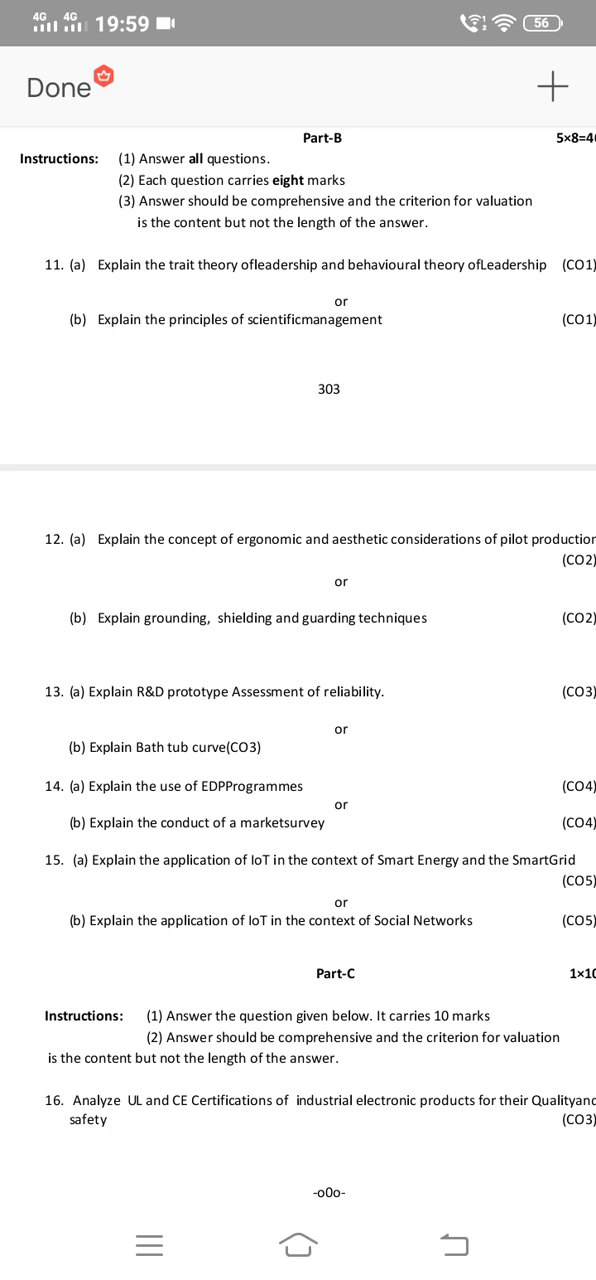 4G 4G 19:59 56
Done
Part-B 5×8=4
Instructions: (1) Answer all questions.
(2) Each question carries eight marks
(3) Answer should be comprehensive and the criterion for valuation
is the content but not the length of the answer.
11. (a) Explain the trait theory ofleadership and behavioural theory ofLeadership (CO1)
or
(b) Explain the principles of scientificmanagement (CO1)
303
12. (a) Explain the concept of ergonomic and aesthetic considerations of pilot production
(CO2)
or
(b) Explain grounding, shielding and guarding techniques (CO2)
13. (a) Explain R&D prototype Assessment of reliability. (CO3)
or
(b) Explain Bath tub curve(CO3)
14. (a) Explain the use of EDPProgrammes (CO4)
or
(b) Explain the conduct of a marketsurvey (CO4)
15. (a) Explain the application of IoT in the context of Smart Energy and the SmartGrid
(CO5)
or
(b) Explain the application of IoT in the context of Social Networks (CO5)
Part-C 1×10
Instructions: (1) Answer the question given below. It carries 10 marks
(2) Answer should be comprehensive and the criterion for valuation
is the content but not the length of the answer.
16. Analyze UL and CE Certifications of industrial electronic products for their Qualityand
safety (CO3)
-o0o-